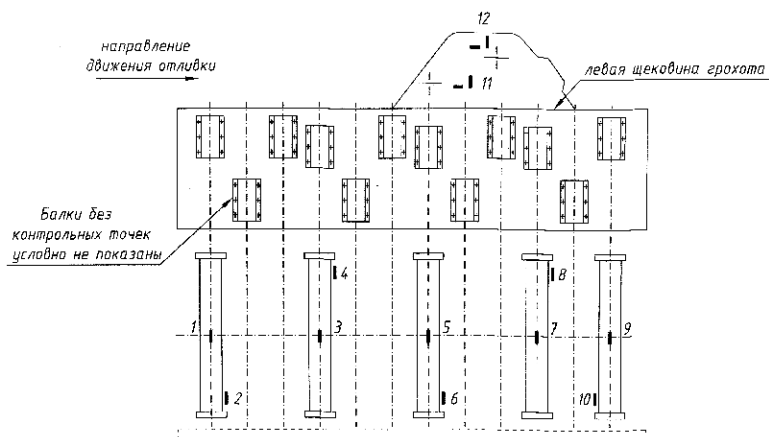 12
направление
движения отливки
левая щековина грохота
11
Балки без
контрольных точек
условно не показаны
4
8
1
3
5
7
9
2
6
10